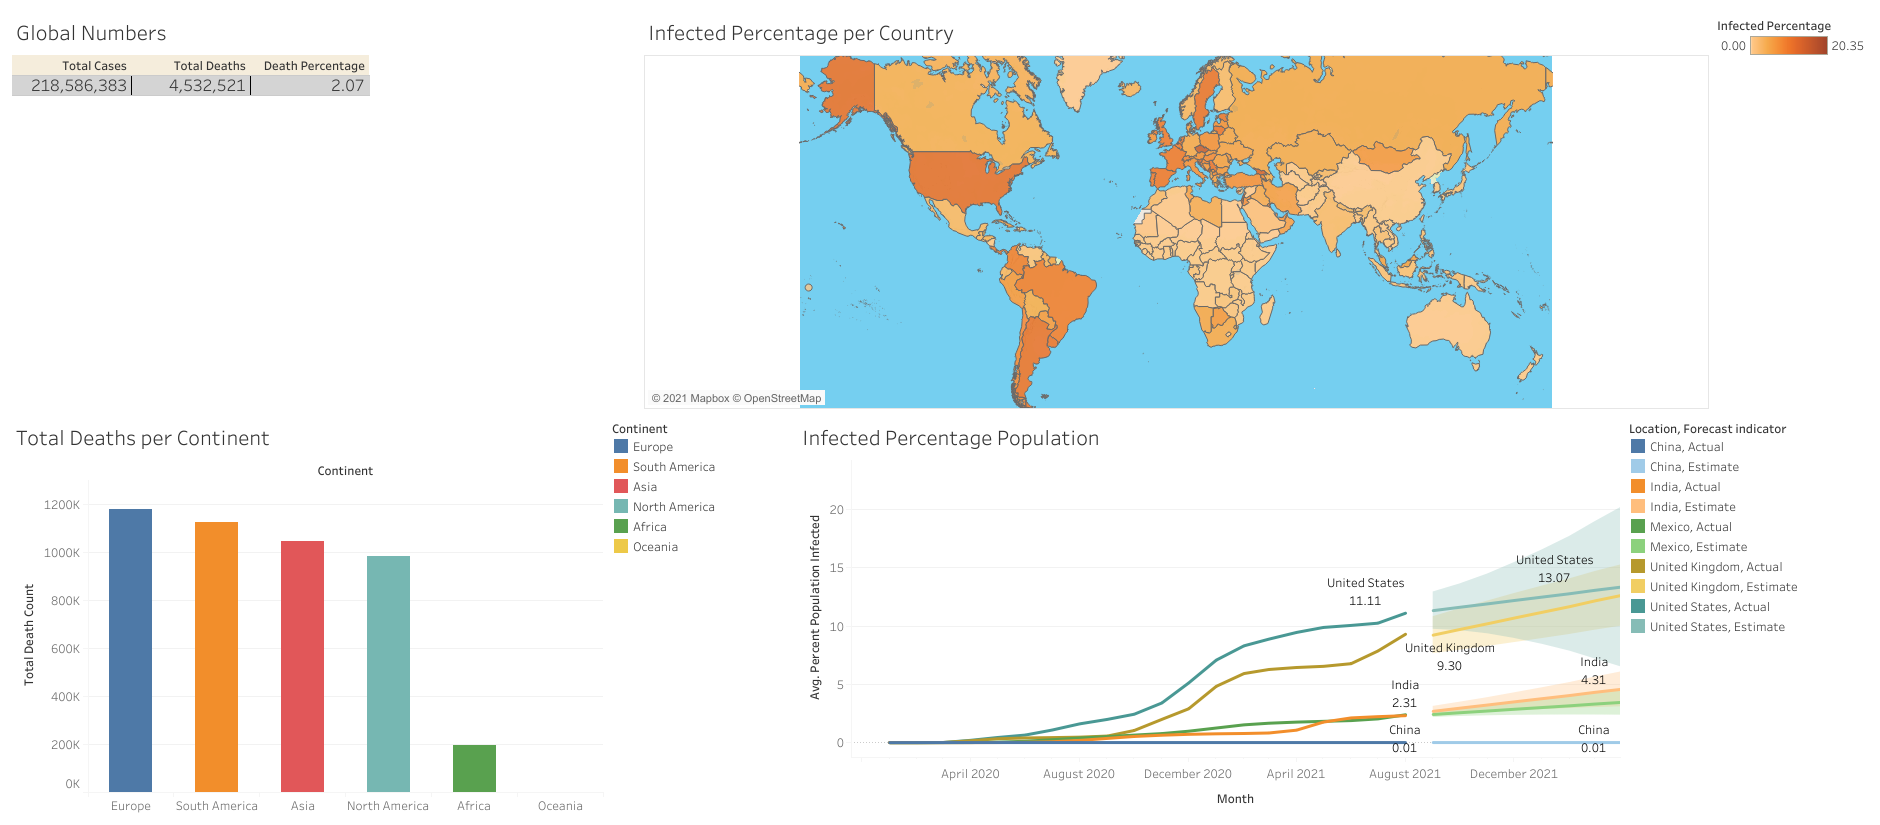 Global Numbers
Total Cases Total Deaths Death Percentage
218,586,383 4,532,521 2.07
Infected Percentage per Country
© 2021 Mapbox © OpenStreetMap
Infected Percentage
0.00 20.35
Total Deaths per Continent
Continent
Total Death Count
1200K
1000K
800K
600K
400K
200K
0K
Europe South America Asia North America Africa Oceania
Continent
Europe
South America
Asia
North America
Africa
Oceania
Infected Percentage Population
Avg. Percent Population Infected
20
15
10
5
0
United States
11.11
United States
13.07
United Kingdom
9.30
India
2.31
India
4.31
China
0.01
China
0.01
April 2020 August 2020 December 2020 April 2021 August 2021 December 2021
Month
Location, Forecast indicator
China, Actual
China, Estimate
India, Actual
India, Estimate
Mexico, Actual
Mexico, Estimate
United Kingdom, Actual
United Kingdom, Estimate
United States, Actual
United States, Estimate